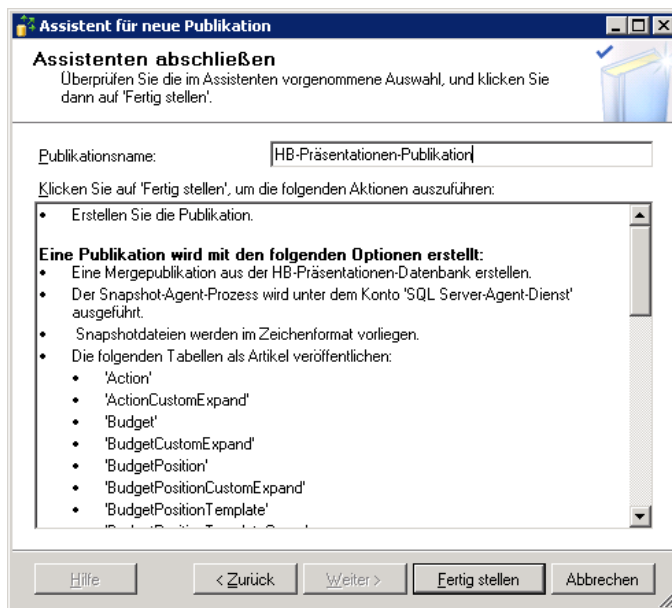 Assistent für neue Publikation
Assistenten abschließen
Überprüfen Sie die im Assistenten vorgenommene Auswahl, und klicken Sie
dann auf 'Fertig stellen'.
Publikationsname:
HB-Präsentationen-Publikation
Klicken Sie auf 'Fertig stellen', um die folgenden Aktionen auszuführen:
• Erstellen Sie die Publikation.
Eine Publikation wird mit den folgenden Optionen erstellt:
• Eine Mergepublikation aus der HB-Präsentationen-Datenbank erstellen.
• Der Snapshot-Agent-Prozess wird unter dem Konto 'SQL Server-Agent-Dienst'
ausgeführt.
• Snapshotdateien werden im Zeichenformat vorliegen.
• Die folgenden Tabellen als Artikel veröffentlichen:
• 'Action'
• 'ActionCustomExpand'
• 'Budget'
• 'BudgetCustomExpand'
• 'BudgetPosition'
• 'BudgetPositionCustomExpand'
• 'BudgetPositionTemplate'
Hilfe
< Zurück
Weiter >
Fertig stellen
Abbrechen